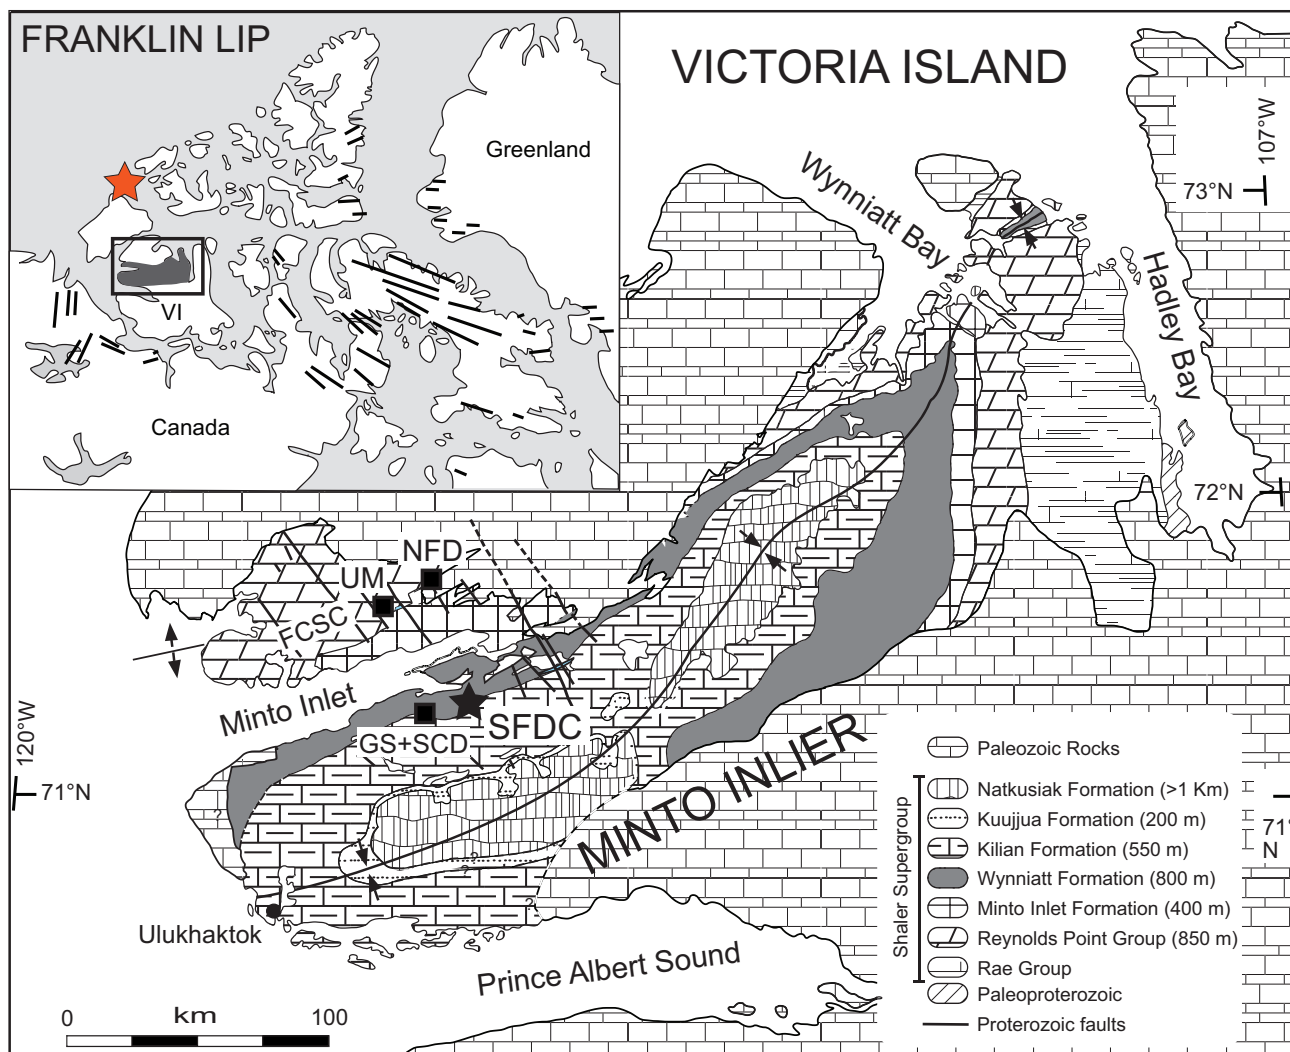 FRANKLIN LIP
Greenland
VI
Canada
VICTORIA ISLAND
107°W
73°N
Wynniatt Bay
Hadley Bay
72°N
NFD
UM
FCSC
Minto Inlet
SFDC
GS+SCD
120°W
71°N
?
?
?
?
MINTO INLIER
Ulukhaktok
Prince Albert Sound
0 km 100
Paleozoic Rocks
Shaler Supergroup
Natkusiak Formation (>1 Km)
Kuujjua Formation (200 m)
Kilian Formation (550 m)
Wynniatt Formation (800 m)
Minto Inlet Formation (400 m)
Reynolds Point Group (850 m)
Rae Group
Paleoproterozoic
Proterozoic faults
71°
N